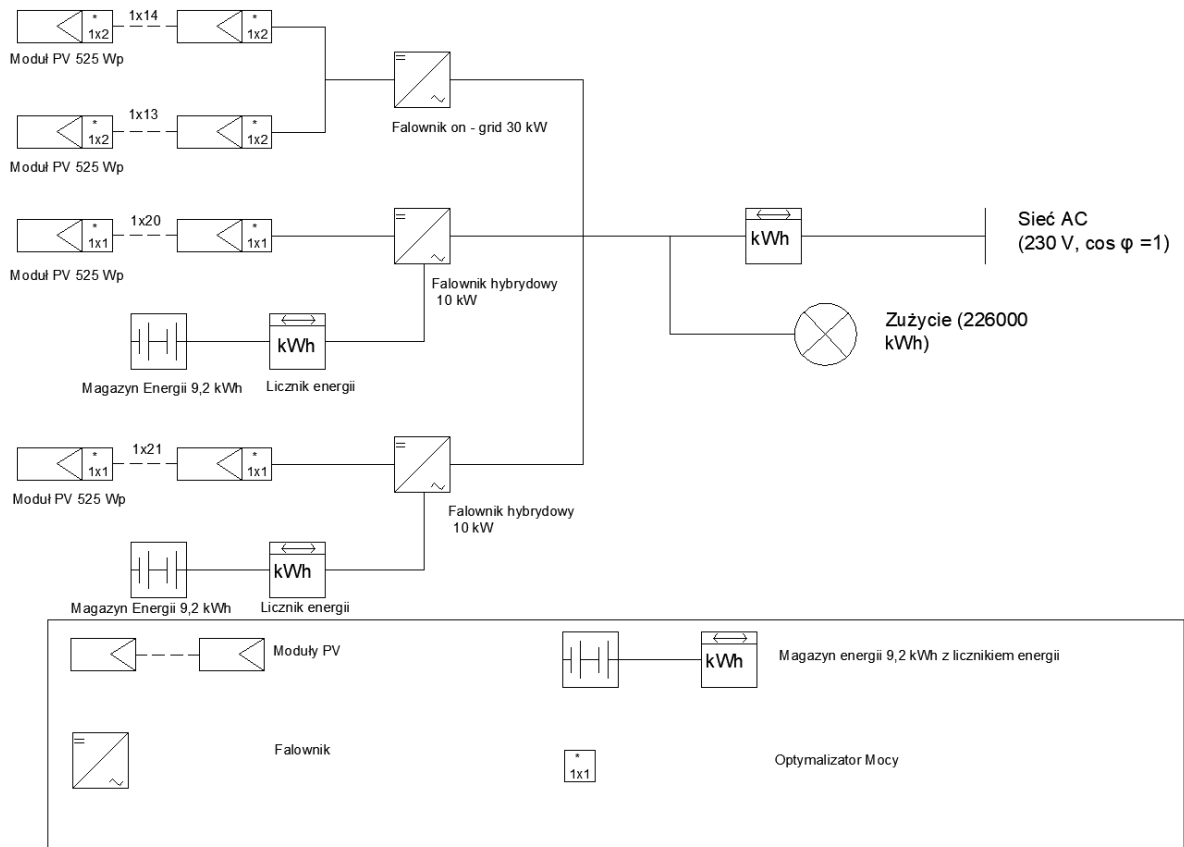 1x14
*
1x2
*
1x2
Moduł PV 525 Wp
1x13
*
1x2
*
1x2
Moduł PV 525 Wp
Falownik on - grid 30 kW
1x20
*
1x1
*
1x1
Moduł PV 525 Wp
Falownik hybrydowy
10 kW
kWh
Magazyn Energii 9,2 kWh
Licznik energii
kWh
Sieć AC
(230 V, cos φ =1)
Zużycie (226000
kWh)
1x21
*
1x1
*
1x1
Moduł PV 525 Wp
Falownik hybrydowy
10 kW
kWh
Magazyn Energii 9,2 kWh
Licznik energii
Moduły PV
kWh
Magazyn energii 9,2 kWh z licznikiem energii
Falownik
*
1x1
Optymalizator Mocy